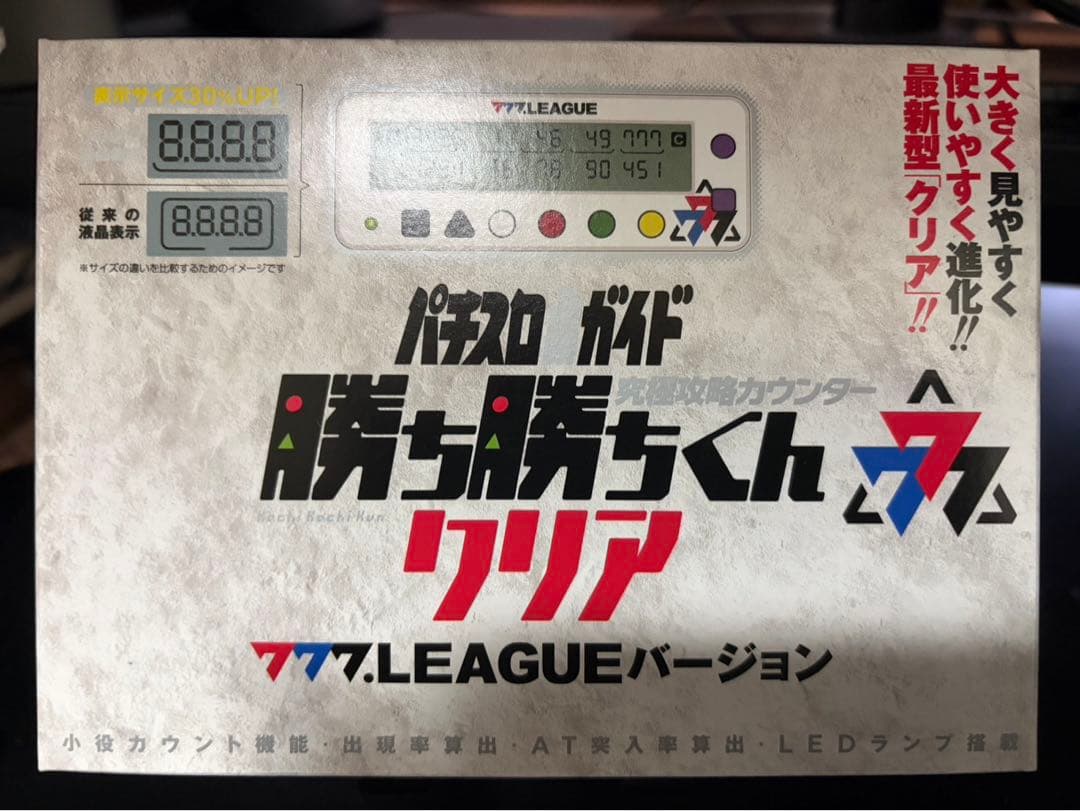 表示サイズ30%UP!
8.8.8.8
従来の
液晶表示
8.8.8.8
※サイズの違いを比較するためのイメージです
777.LEAGUE
46 49 777 C
90 451
大きく見やすく
使いやすく進化!!
最新型「クリア」!!
パチスロ ガイド
究極攻略カウンター
勝ち勝ちくん
Kachi Kachi Kun
クリア
777
777.LEAGUEバージョン
小役カウント機能・出現率算出・AT突入率算出・LEDランプ搭載